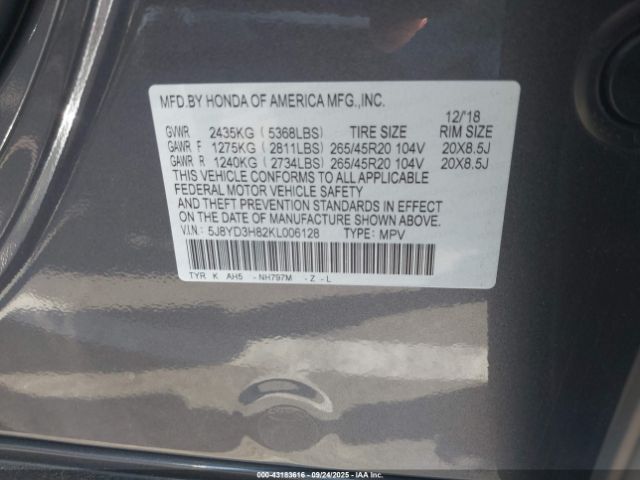 MFD.BY HONDA OF AMERICA MFG.,INC.
12/'18
GVWR 2435KG (5368LBS) TIRE SIZE RIM SIZE
GAWR F 1275KG (2811LBS) 265/45R20 104V 20X8.5J
GAWR R 1240KG (2734LBS) 265/45R20 104V 20X8.5J
THIS VEHICLE CONFORMS TO ALL APPLICABLE
FEDERAL MOTOR VEHICLE SAFETY
AND THEFT PREVENTION STANDARDS IN EFFECT
ON THE DATE OF MANUFACTURE SHOWN ABOVE.
V.I.N.: 5J8YD3H82KL006128 TYPE: MPV
TYR K AH5 -NH797M -Z-L
000-43183616 - 09/24/2025 - IAA Inc.